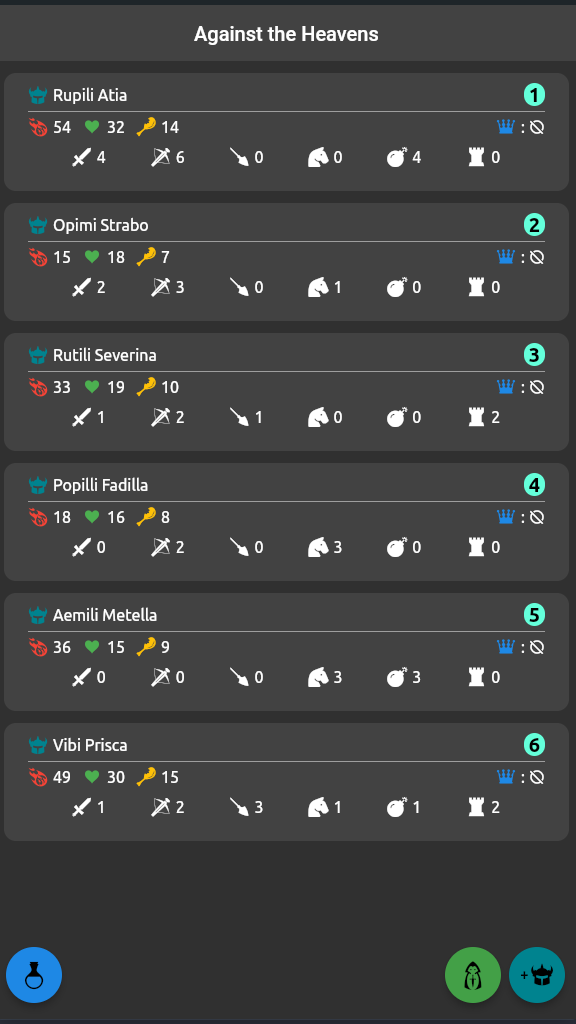 Against the Heavens
Rupili Atia 1
54 32 14 :
4 6 0 0 4 0
Opimi Strabo 2
15 18 7 :
2 3 0 1 0 0
Rutili Severina 3
33 19 10 :
1 2 1 0 0 2
Popilli Fadilla 4
18 16 8 :
0 2 0 3 0 0
Aemili Metella 5
36 15 9 :
0 0 0 3 3 0
Vibi Prisca 6
49 30 15 :
1 2 3 1 1 2
+